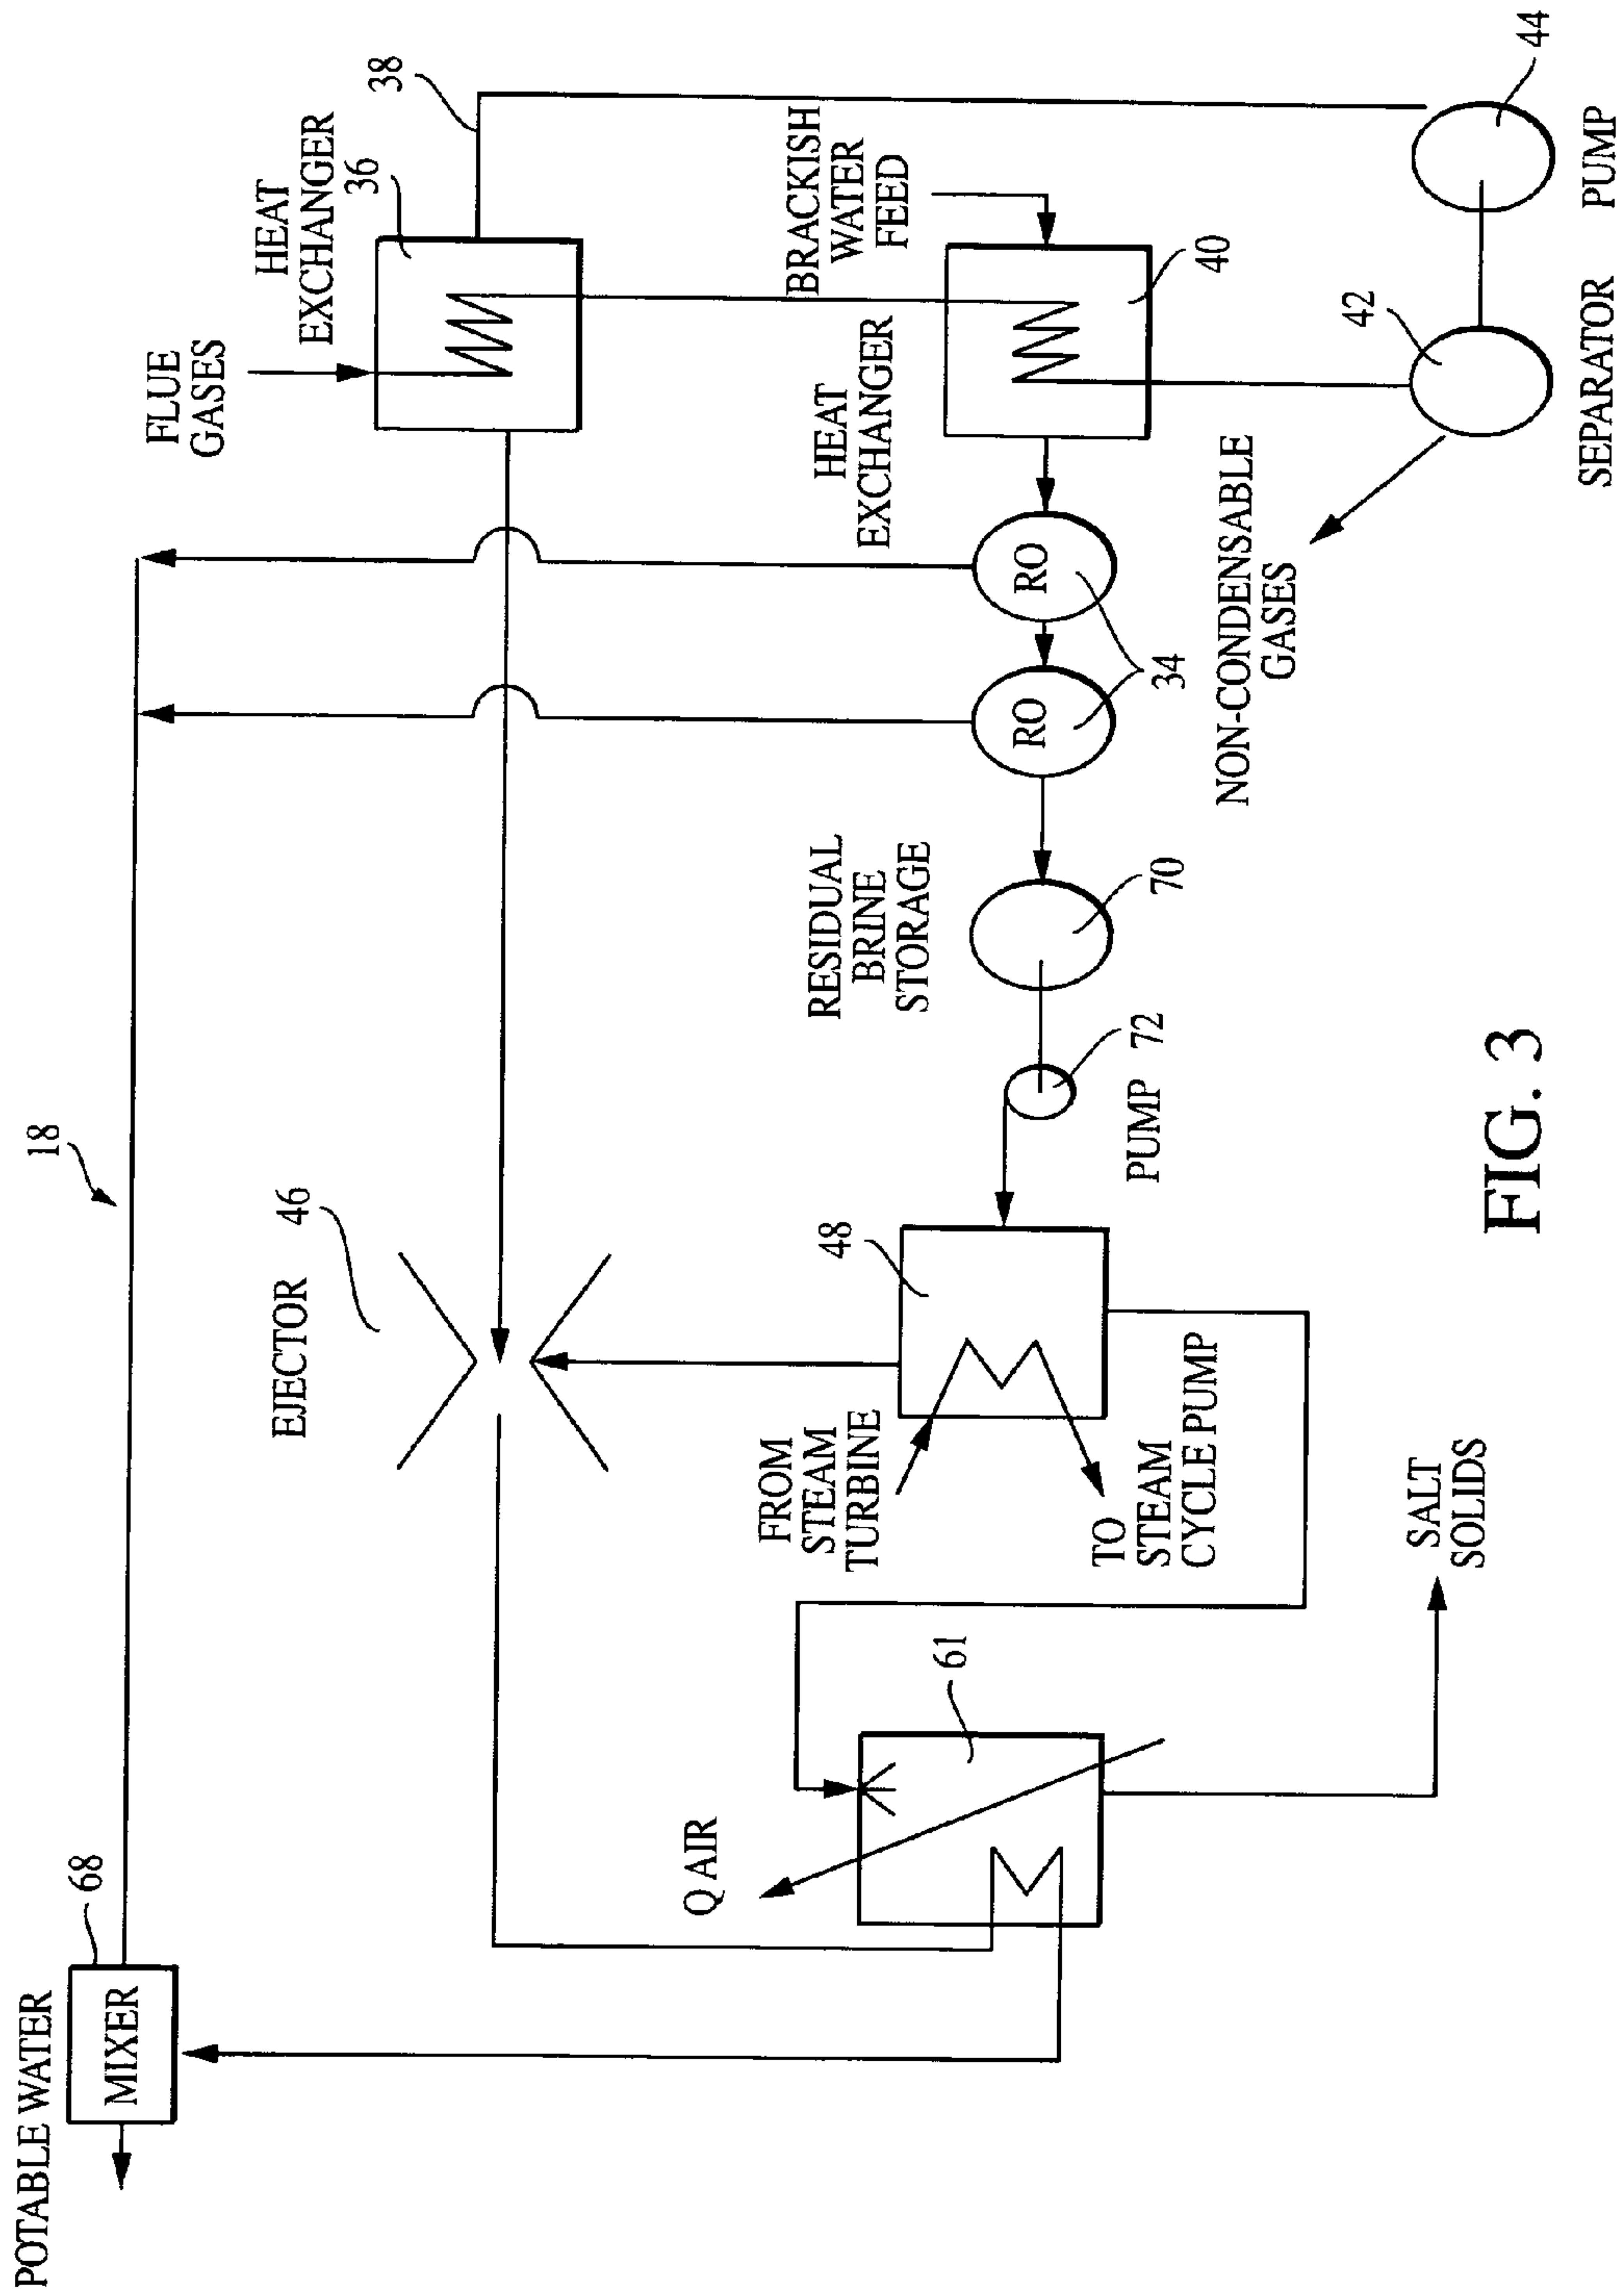 POTABLE WATER
68
MIXER
18
FLUE
GASES
HEAT
EXCHANGER
36
38
EJECTOR
46
Q AIR
61
FROM
STEAM
TURBINE
48
TO
STEAM
CYCLE PUMP
SALT
SOLIDS
PUMP
72
RESIDUAL
BRINE
STORAGE
70
RO
RO
34
HEAT
EXCHANGER
BRACKISH
WATER
FEED
40
NON-CONDENSABLE
GASES
42
SEPARATOR
44
PUMP
FIG. 3